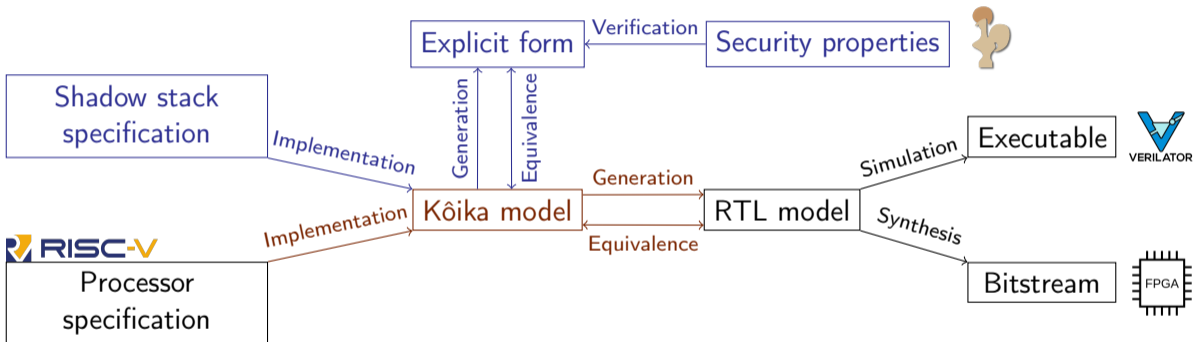 Explicit form
Verification
Security properties
Shadow stack
specification
Implementation
Generation
Equivalence
Executable
VERILATOR
Simulation
Generation
Kôika model
RTL model
Equivalence
Implementation
Synthesis
RISC-V
Processor
specification
Bitstream
FPGA